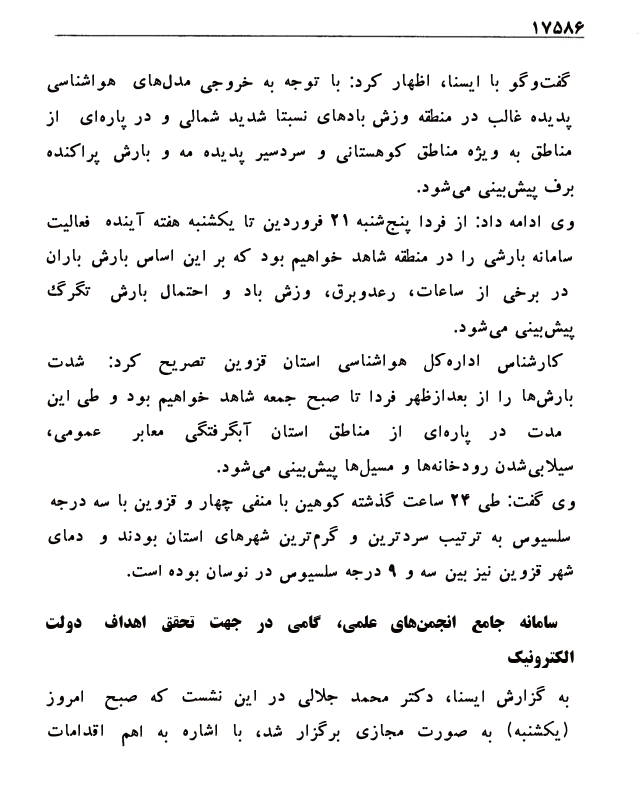 ۱۷۵۸۶
گفت‌وگو با ایسنا، اظهار کرد: با توجه به خروجی مدل‌های هواشناسی
پدیده غالب در منطقه وزش بادهای نسبتا شدید شمالی و در پاره‌ای از
مناطق به ویژه مناطق کوهستانی و سردسیر پدیده مه و بارش پراکنده
برف پیش‌بینی می‌شود.
وی ادامه داد: از فردا پنج‌شنبه ۲۱ فروردین تا یکشنبه هفته آینده فعالیت
سامانه بارشی را در منطقه شاهد خواهیم بود که بر این اساس بارش باران
در برخی از ساعات، رعدوبرق، وزش باد و احتمال بارش تگرگ
پیش‌بینی می‌شود.
کارشناس اداره‌کل هواشناسی استان قزوین تصریح کرد: شدت
بارش‌ها را از بعدازظهر فردا تا صبح جمعه شاهد خواهیم بود و طی این
مدت در پاره‌ای از مناطق استان آبگرفتگی معابر عمومی،
سیلابی‌شدن رودخانه‌ها و مسیل‌ها پیش‌بینی می‌شود.
وی گفت: طی ۲۴ ساعت گذشته کوهین با منفی چهار و قزوین با سه درجه
سلسیوس به ترتیب سردترین و گرم‌ترین شهرهای استان بودند و دمای
شهر قزوین نیز بین سه و ۹ درجه سلسیوس در نوسان بوده است.
سامانه جامع انجمن‌های علمی، گامی در جهت تحقق اهداف دولت
الکترونیک
به گزارش ایسنا، دکتر محمد جلالی در این نشست که صبح امروز
(یکشنبه) به صورت مجازی برگزار شد، با اشاره به اهم اقدامات